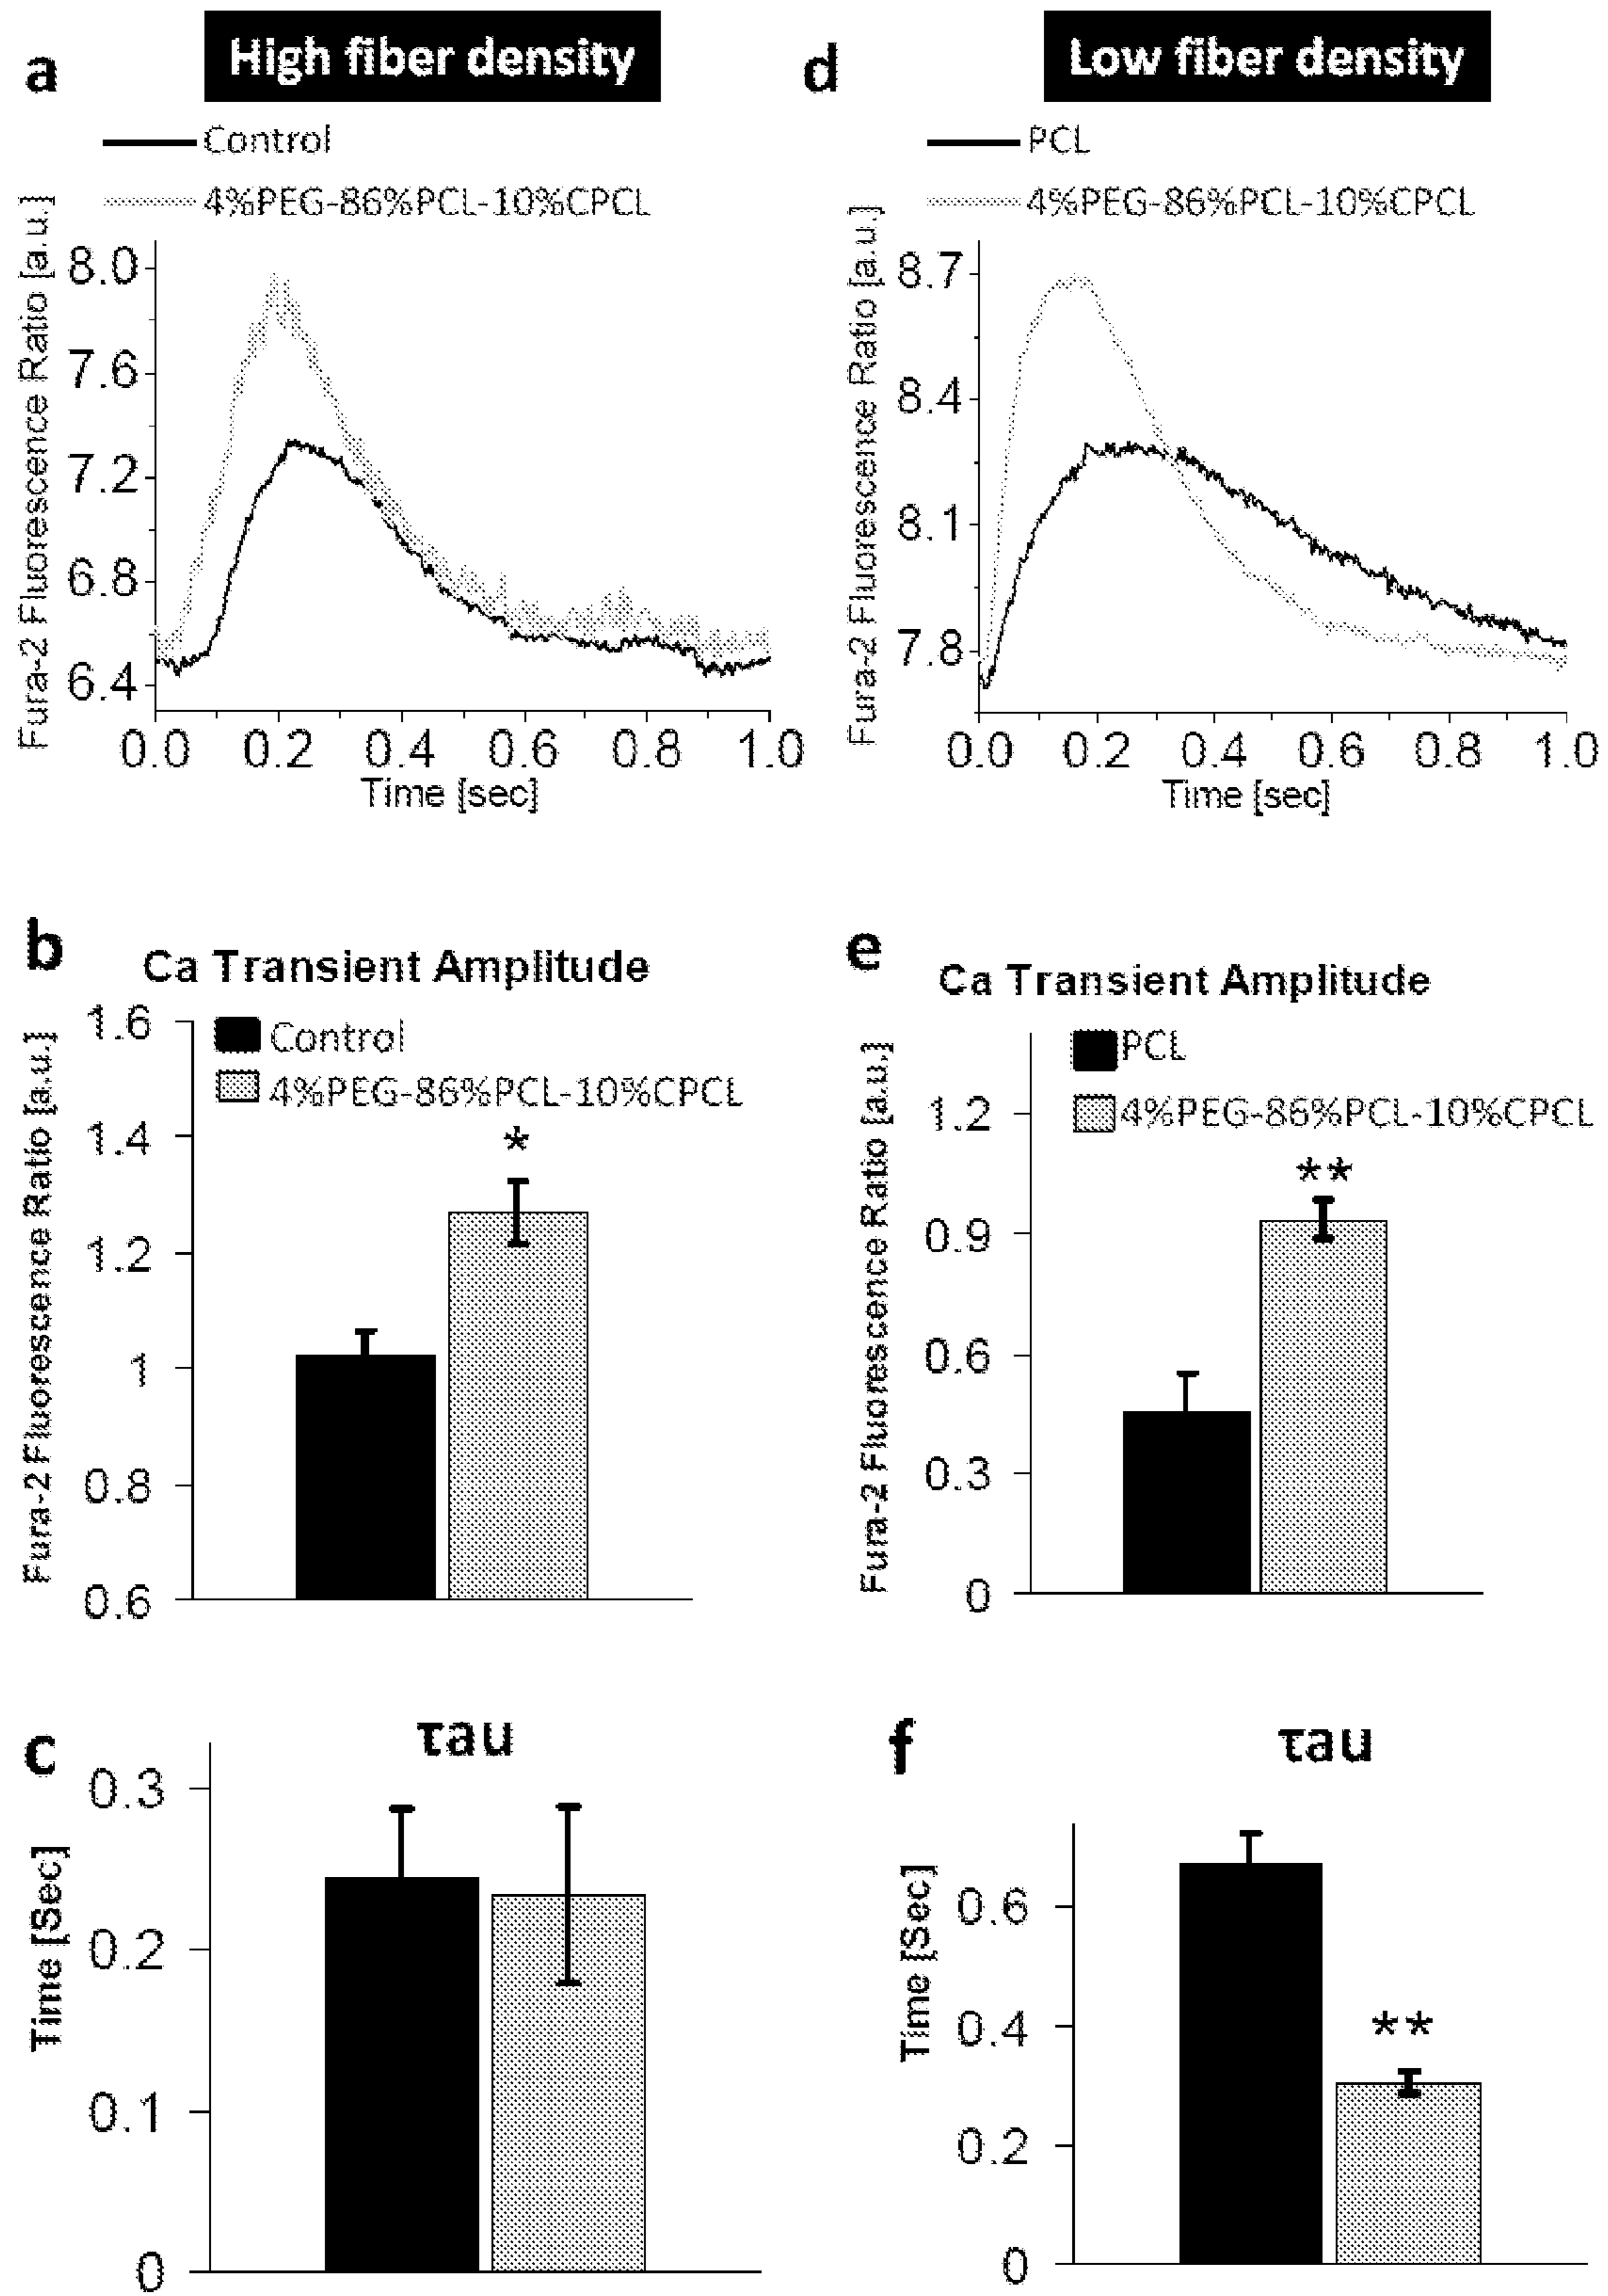 a
High fiber density
Control
4%PEG-86%PCL-10%CPCL
Fura-2 Fluorescence Ratio [a.u.]
8.0
7.6
7.2
6.8
6.4
0.0 0.2 0.4 0.6 0.8 1.0
Time [sec]
d
Low fiber density
PCL
4%PEG-86%PCL-10%CPCL
Fura-2 Fluorescence Ratio [a.u.]
8.7
8.4
8.1
7.8
0.0 0.2 0.4 0.6 0.8 1.0
Time [sec]
b
Ca Transient Amplitude
Control
4%PEG-86%PCL-10%CPCL
Fura-2 Fluorescence Ratio [a.u.]
1.6
1.4
1.2
1
0.8
0.6
*
e
Ca Transient Amplitude
PCL
4%PEG-86%PCL-10%CPCL
Fura-2 Fluorescence Ratio [a.u.]
1.2
0.9
0.6
0.3
0
**
c
τau
Time [Sec]
0.3
0.2
0.1
0
f
τau
Time [Sec]
0.6
0.4
0.2
0
**